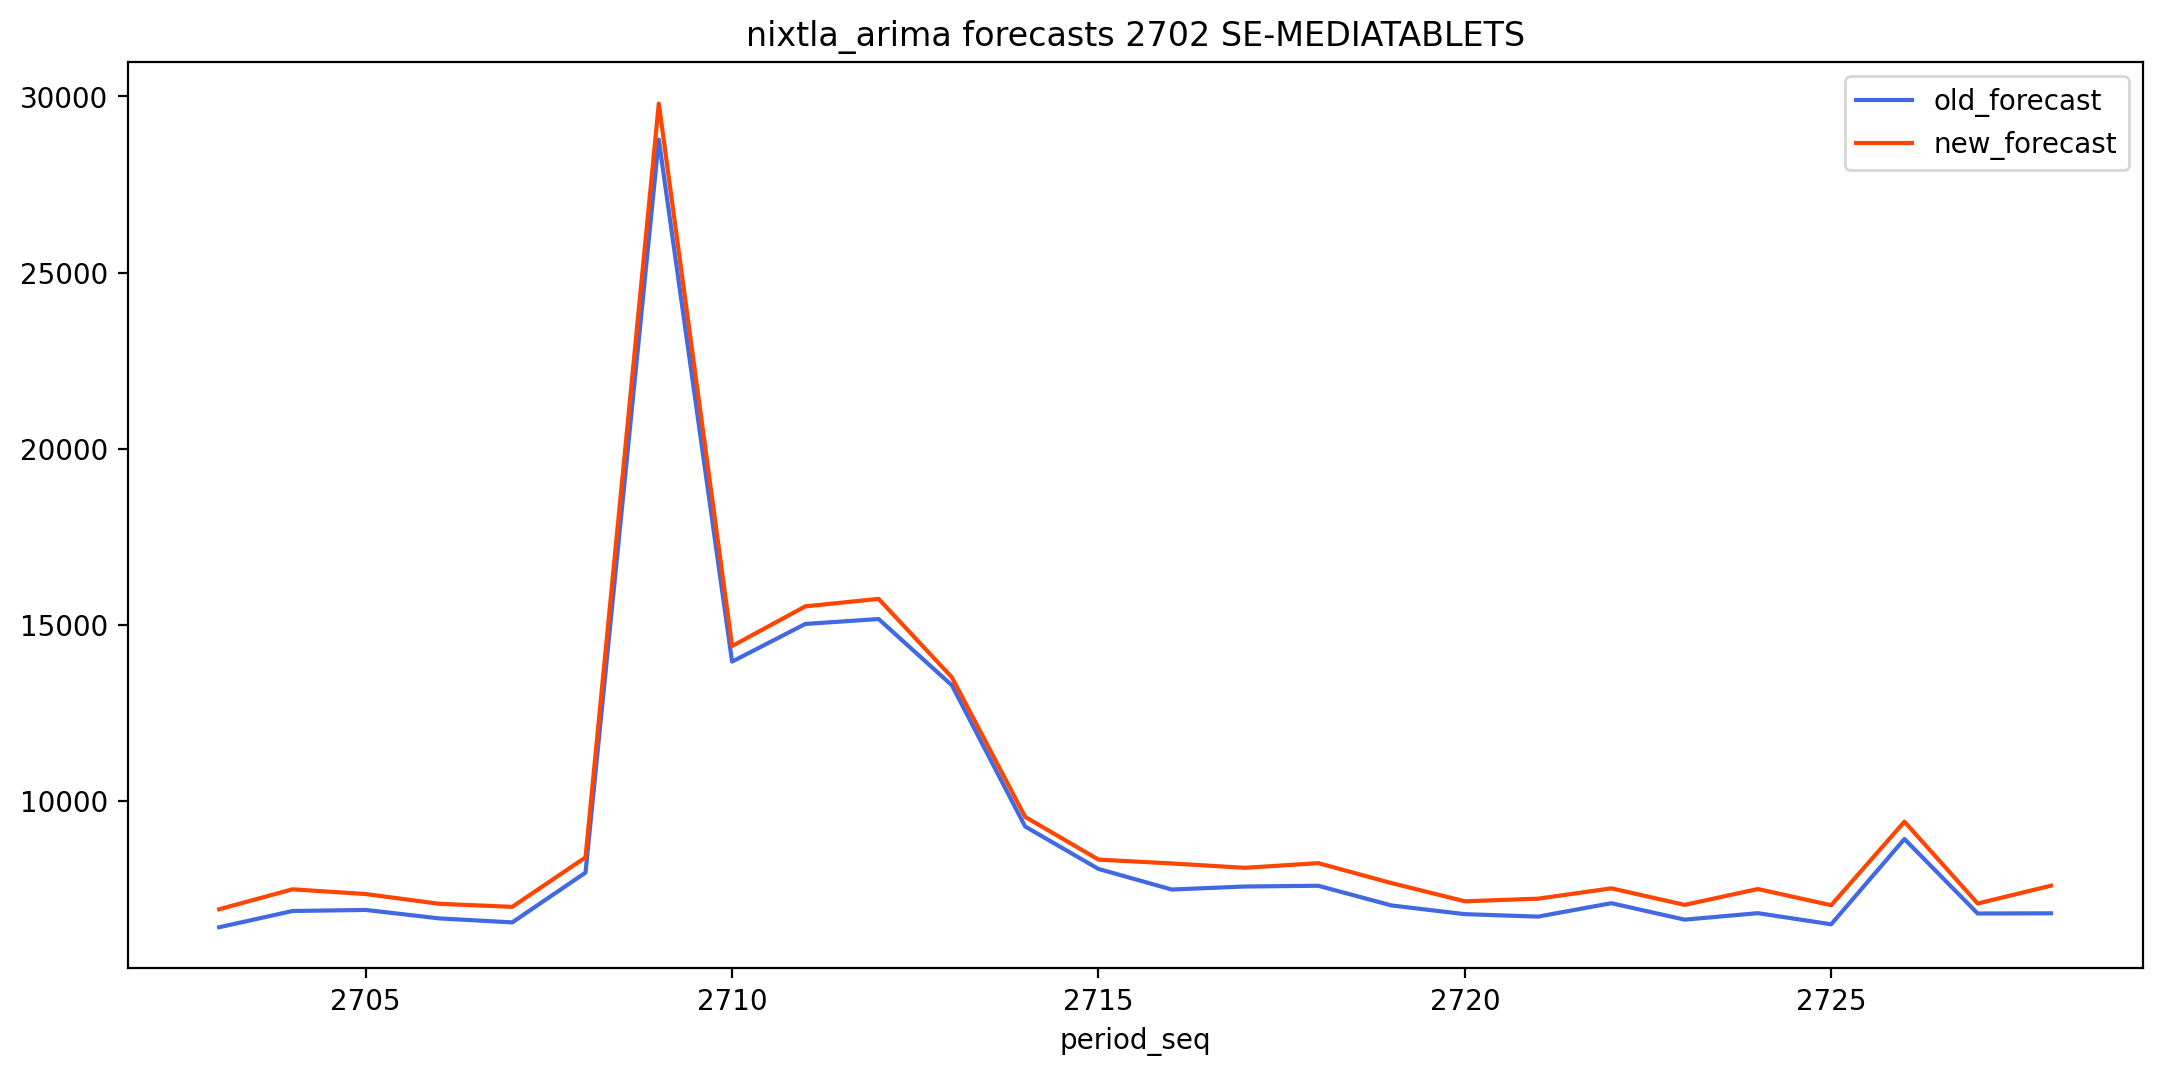 nixtla_arima forecasts 2702 SE-MEDIATABLETS
old_forecast
new_forecast
30000
25000
20000
15000
10000
2705 2710 2715 2720 2725
period_seq